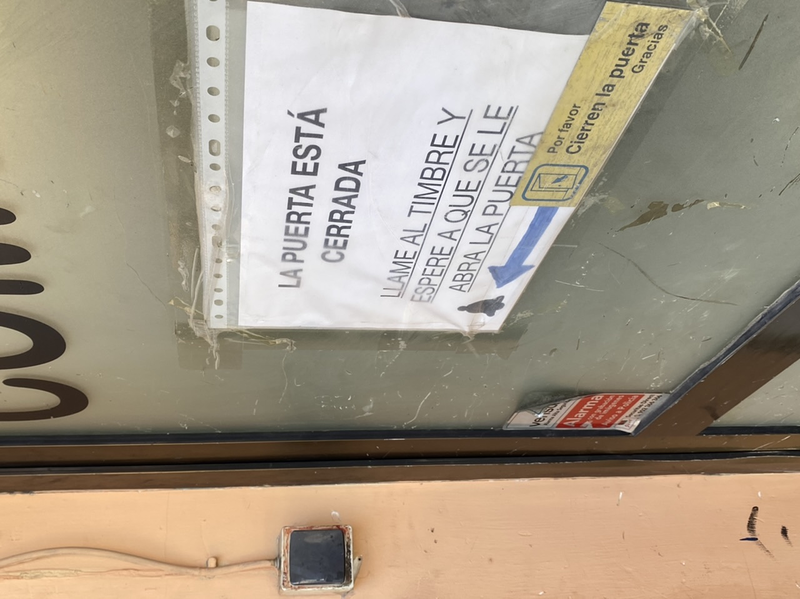 LA PUERTA ESTÁ
CERRADA
LLAME AL TIMBRE Y
ESPERE A QUE SE LE
ABRA LA PUERTA
Por favor
Cierren la puerta
Gracias
Alarma